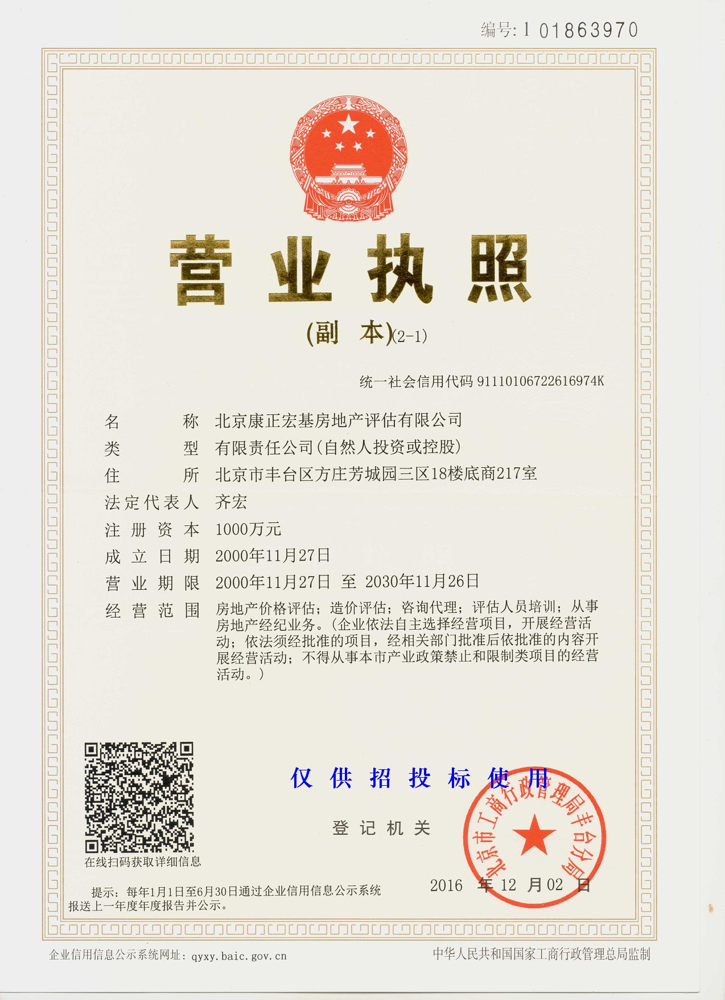 编号: 1 01863970
营业执照
(副 本)(2-1)
统一社会信用代码 91110106722616974K
名 称 北京康正宏基房地产评估有限公司
类 型 有限责任公司(自然人投资或控股)
住 所 北京市丰台区方庄芳城园三区18楼底商217室
法定代表人 齐宏
注 册 资 本 1000万元
成 立 日 期 2000年11月27日
营 业 期 限 2000年11月27日 至 2030年11月26日
经 营 范 围 房地产价格评估；造价评估；咨询代理；评估人员培训；从事
房地产经纪业务。(企业依法自主选择经营项目，开展经营活
动；依法须经批准的项目，经相关部门批准后依批准的内容开
展经营活动；不得从事本市产业政策禁止和限制类项目的经营
活动。)
仅供招投标使用
北京市工商行政管理局丰台分局
登 记 机 关
2016 年 12 月 02 日
在线扫码获取详细信息
提示：每年1月1日至6月30日通过企业信用信息公示系统
报送上一年度年度报告并公示。
企业信用信息公示系统网址: qyxy.baic.gov.cn
中华人民共和国国家工商行政管理总局监制